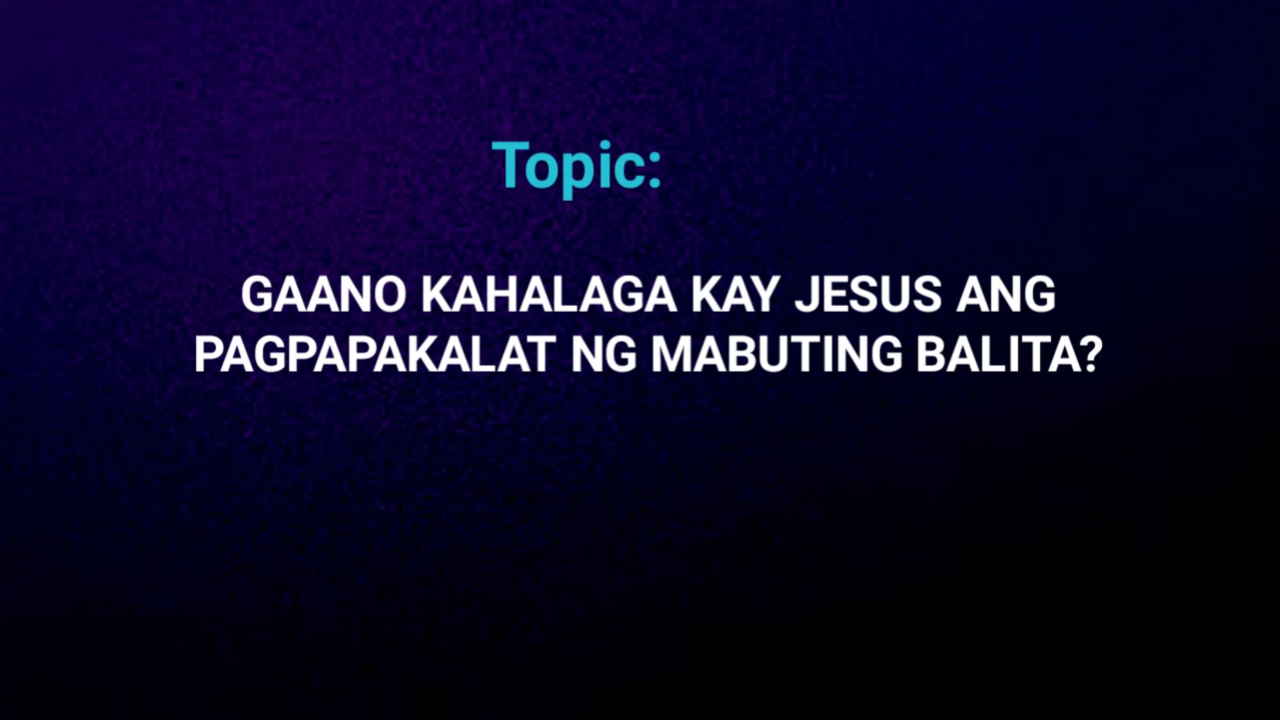 Topic:
GAANO KAHALAGA KAY JESUS ANG
PAGPAPAKALAT NG MABUTING BALITA?